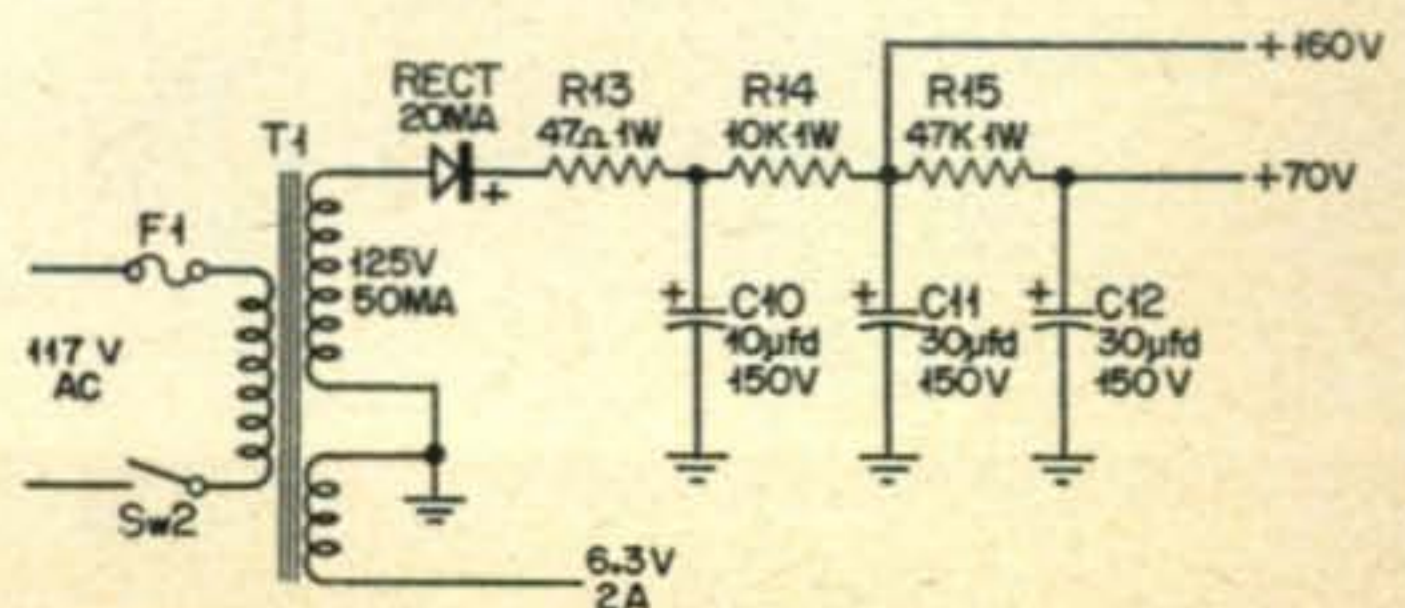 +160V
RECT
20MA
R13
47Ω 1W
R14
10K 1W
R15
47K 1W
T1
+
+70V
F1
125V
50MA
117 V
AC
+
C10
10µfd
150V
+
C11
30µfd
150V
+
C12
30µfd
150V
Sw2
6.3V
2A